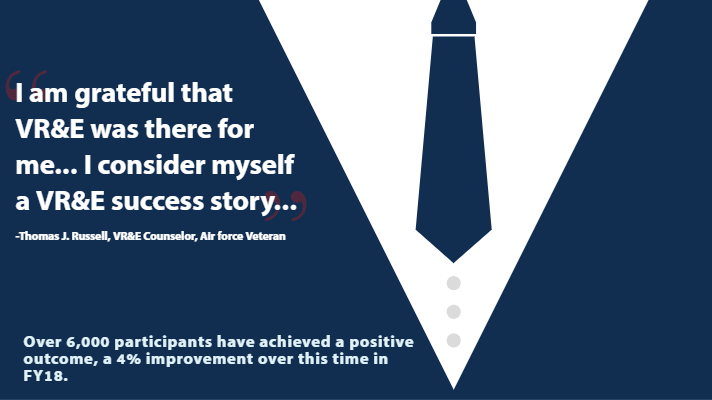 “I am grateful that
VR&E was there for
me... I consider myself
a VR&E success story...”
-Thomas J. Russell, VR&E Counselor, Air force Veteran
Over 6,000 participants have achieved a positive
outcome, a 4% improvement over this time in
FY18.